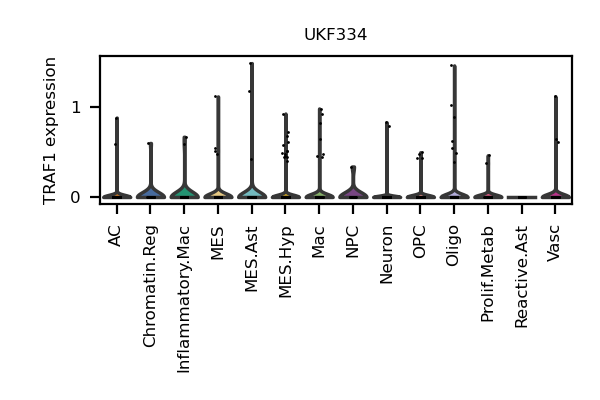 UKF334
TRAF1 expression
1
0
AC
Chromatin.Reg
Inflammatory.Mac
MES
MES.Ast
MES.Hyp
Mac
NPC
Neuron
OPC
Oligo
Prolif.Metab
Reactive.Ast
Vasc